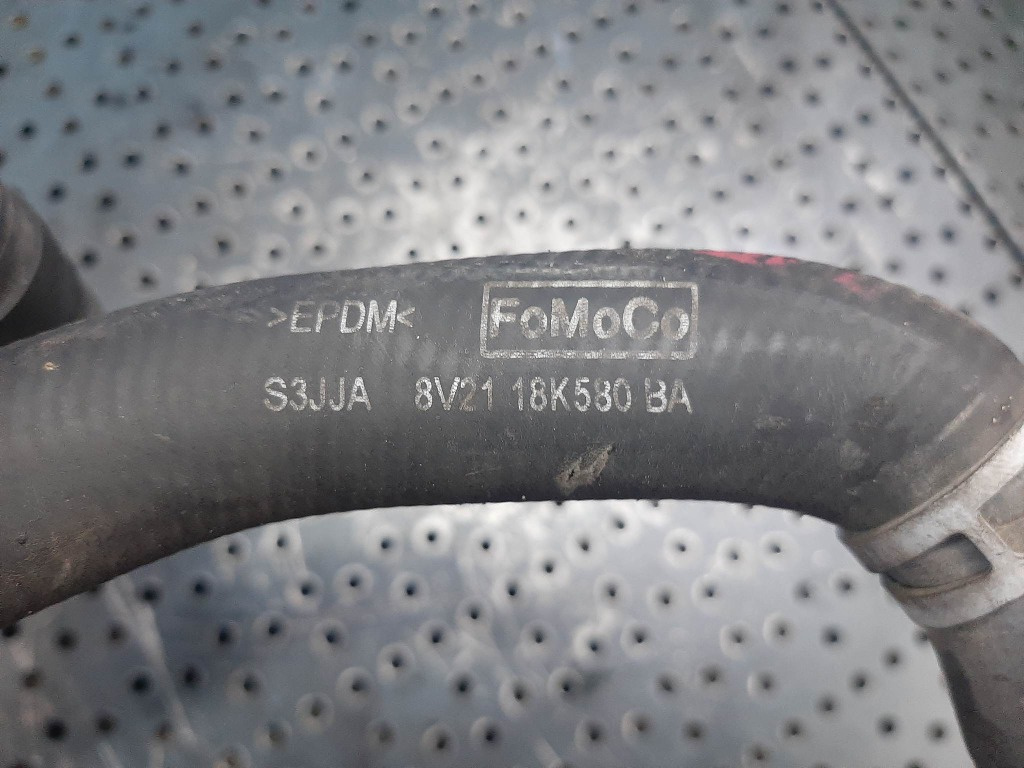 >EPDM< FoMoCo
S3JJA 8V21 18K580 BA